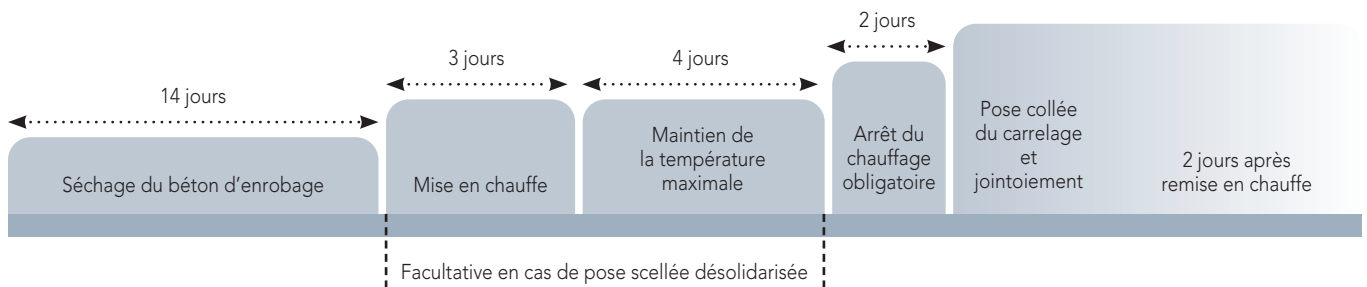 14 jours
3 jours
4 jours
2 jours
Séchage du béton d'enrobage
Mise en chauffe
Maintien de
la température
maximale
Arrêt du
chauffage
obligatoire
Pose collée
du carrelage
et
jointoiement
2 jours après
remise en chauffe
Facultative en cas de pose scellée désolidarisée